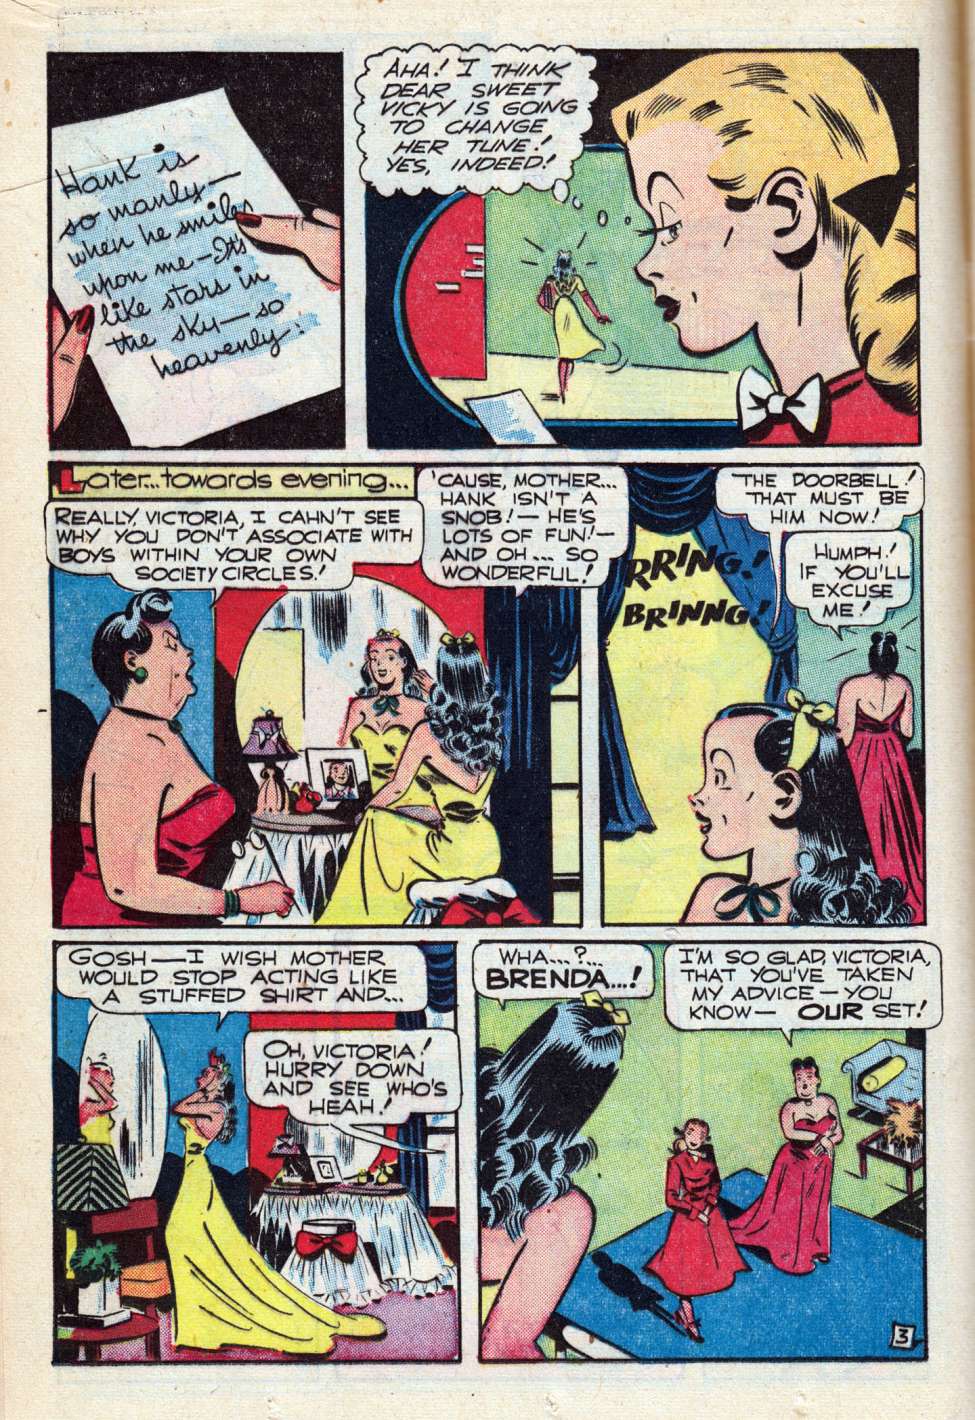 Hank is
so manly—
when he smiles
upon me—It's
like stars in
the sky—so
heavenly.
AHA! I THINK
DEAR SWEET
VICKY IS GOING
TO CHANGE
HER TUNE!
YES, INDEED!
Later...towards evening...
REALLY, VICTORIA, I CAHN'T SEE
WHY YOU DON'T ASSOCIATE WITH
BOYS WITHIN YOUR OWN
SOCIETY CIRCLES!
'CAUSE, MOTHER...
HANK ISN'T A
SNOB!— HE'S
LOTS OF FUN!—
AND OH... SO
WONDERFUL!
RRING!
BRINNG!
THE DOORBELL!
THAT MUST BE
HIM NOW!
HUMPH!
IF YOU'LL
EXCUSE
ME!
GOSH—I WISH MOTHER
WOULD STOP ACTING LIKE
A STUFFED SHIRT AND...
OH, VICTORIA!
HURRY DOWN
AND SEE WHO'S
HEAH!
WHA...?...
BRENDA...!
I'M SO GLAD, VICTORIA,
THAT YOU'VE TAKEN
MY ADVICE—YOU
KNOW— OUR SET!
3